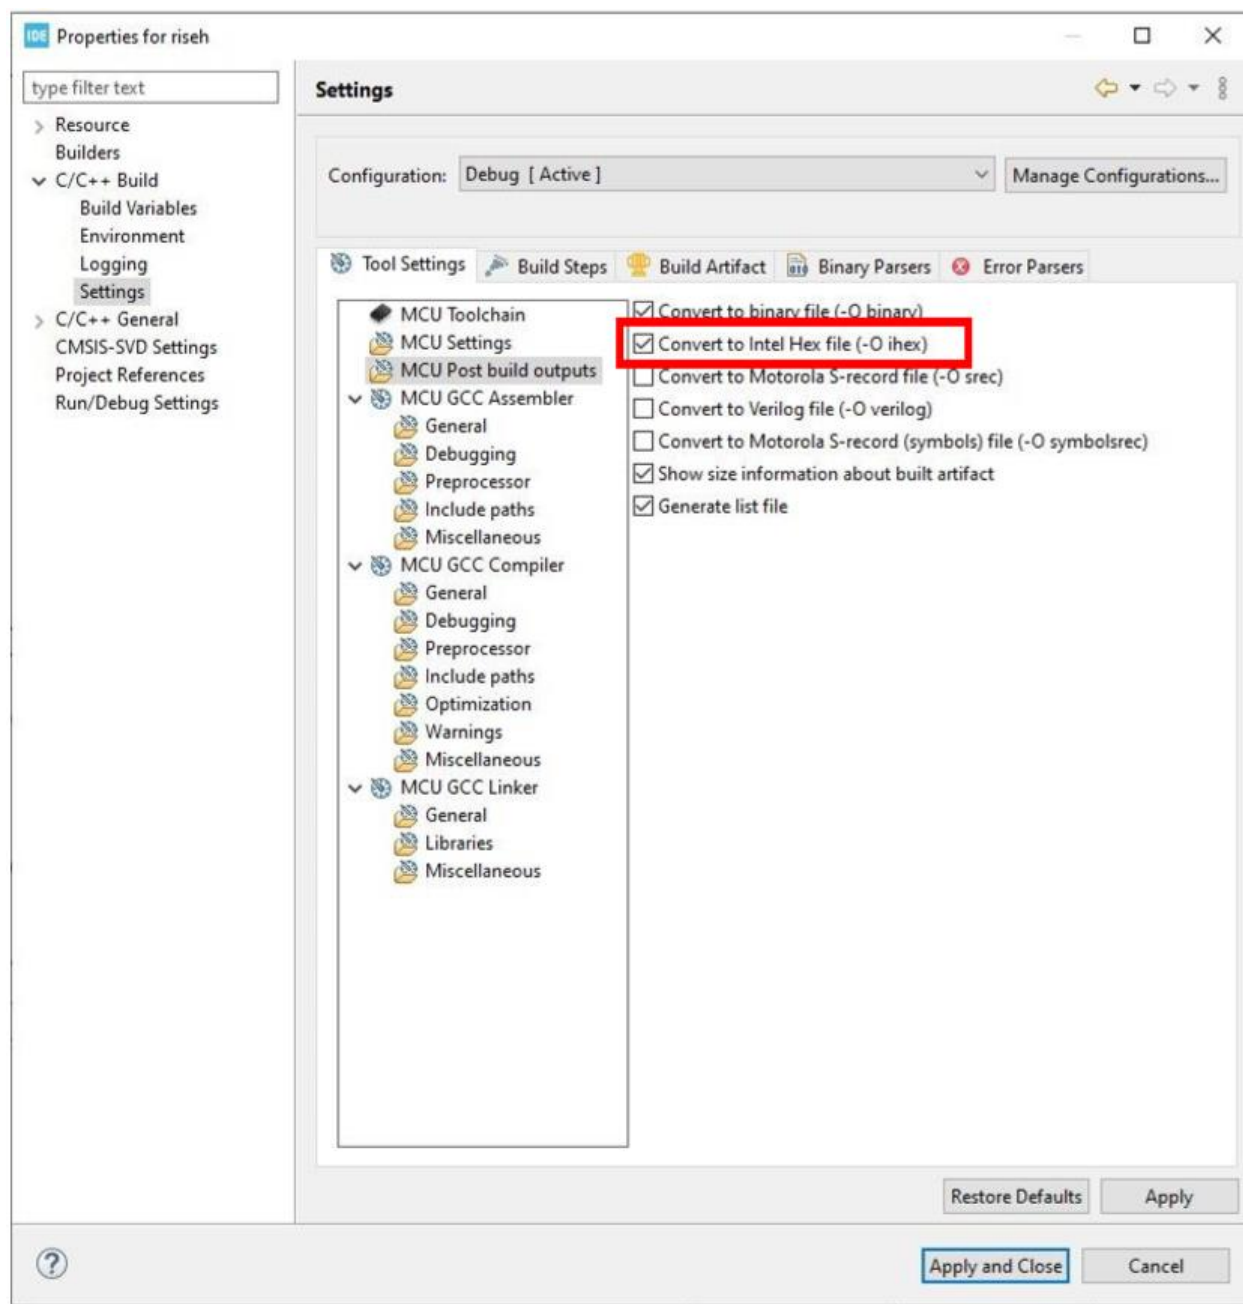 IDE Properties for riseh
type filter text
Resource
Builders
C/C++ Build
Build Variables
Environment
Logging
Settings
C/C++ General
CMSIS-SVD Settings
Project References
Run/Debug Settings
Settings
Configuration: Debug [ Active ] Manage Configurations...
Tool Settings Build Steps Build Artifact Binary Parsers Error Parsers
MCU Toolchain
MCU Settings
MCU Post build outputs
MCU GCC Assembler
General
Debugging
Preprocessor
Include paths
Miscellaneous
MCU GCC Compiler
General
Debugging
Preprocessor
Include paths
Optimization
Warnings
Miscellaneous
MCU GCC Linker
General
Libraries
Miscellaneous
Convert to binary file (-O binary)
Convert to Intel Hex file (-O ihex)
Convert to Motorola S-record file (-O srec)
Convert to Verilog file (-O verilog)
Convert to Motorola S-record (symbols) file (-O symbolsrec)
Show size information about built artifact
Generate list file
Restore Defaults Apply
? Apply and Close Cancel